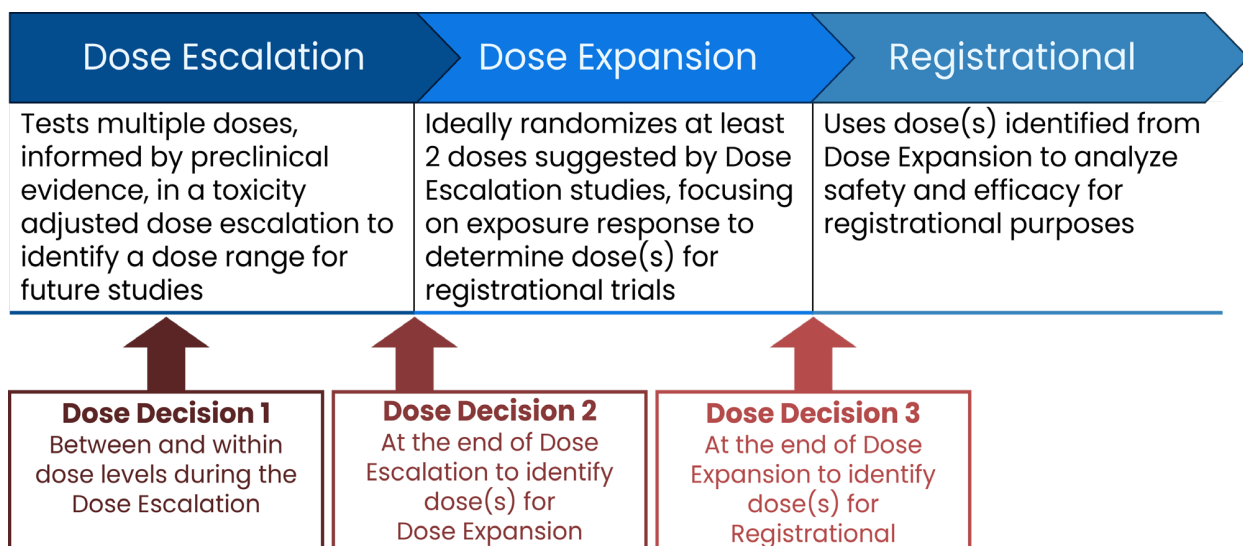 Dose Escalation
Dose Expansion
Registrational
Tests multiple doses,
informed by preclinical
evidence, in a toxicity
adjusted dose escalation to
identify a dose range for
future studies
Ideally randomizes at least
2 doses suggested by Dose
Escalation studies, focusing
on exposure response to
determine dose(s) for
registrational trials
Uses dose(s) identified from
Dose Expansion to analyze
safety and efficacy for
registrational purposes
Dose Decision 1
Between and within
dose levels during the
Dose Escalation
Dose Decision 2
At the end of Dose
Escalation to identify
dose(s) for
Dose Expansion
Dose Decision 3
At the end of Dose
Expansion to identify
dose(s) for
Registrational